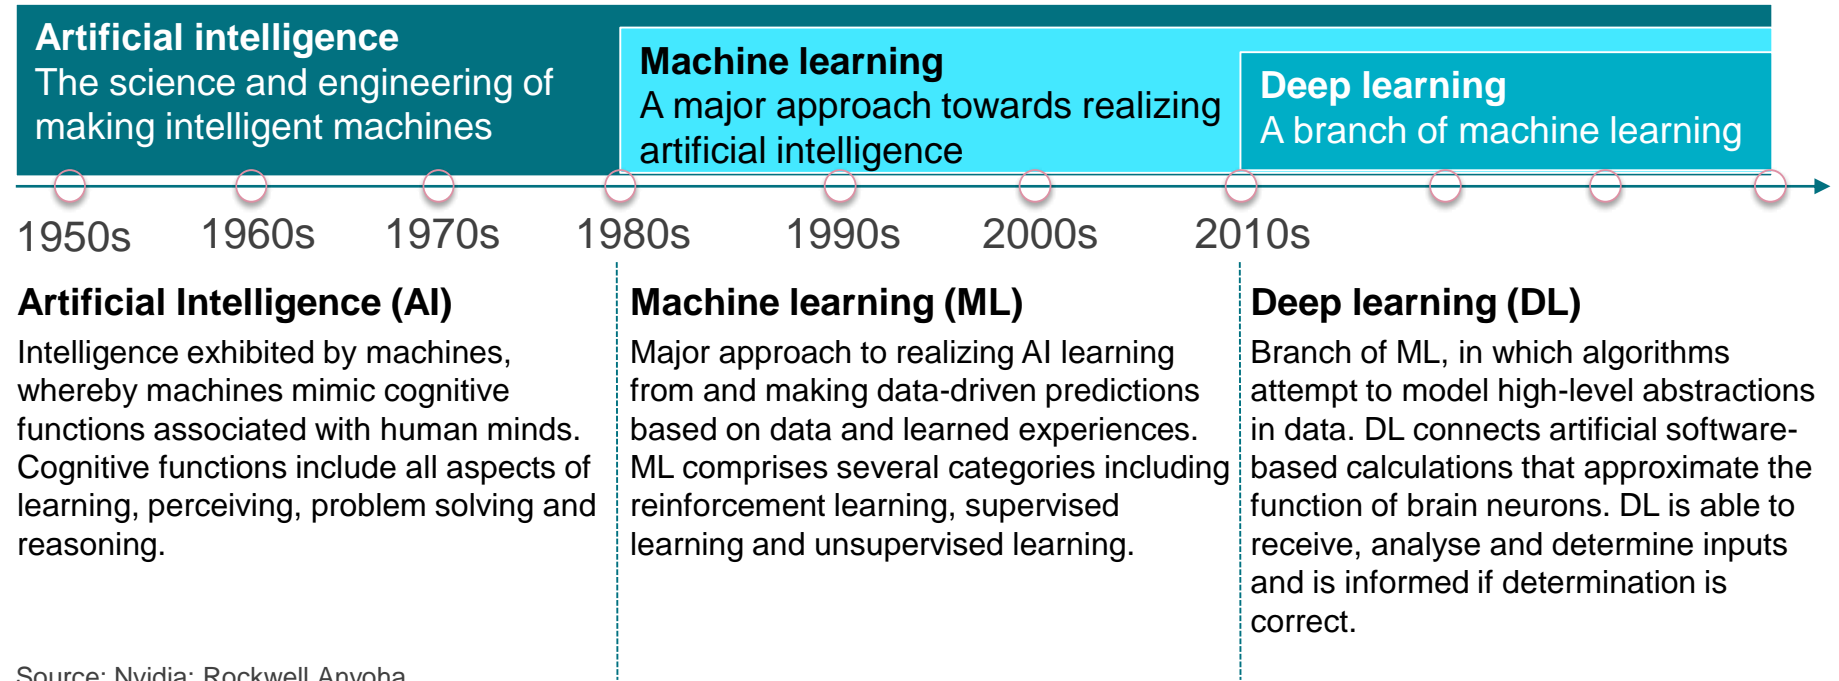 Artificial intelligence
The science and engineering of
making intelligent machines
Machine learning
A major approach towards realizing
artificial intelligence
Deep learning
A branch of machine learning
1950s 1960s 1970s 1980s 1990s 2000s 2010s
Artificial Intelligence (AI)
Intelligence exhibited by machines,
whereby machines mimic cognitive
functions associated with human minds.
Cognitive functions include all aspects of
learning, perceiving, problem solving and
reasoning.
Machine learning (ML)
Major approach to realizing AI learning
from and making data-driven predictions
based on data and learned experiences.
ML comprises several categories including
reinforcement learning, supervised
learning and unsupervised learning.
Deep learning (DL)
Branch of ML, in which algorithms
attempt to model high-level abstractions
in data. DL connects artificial software-
based calculations that approximate the
function of brain neurons. DL is able to
receive, analyse and determine inputs
and is informed if determination is
correct.
Source: Nvidia; Rockwell Anyoha